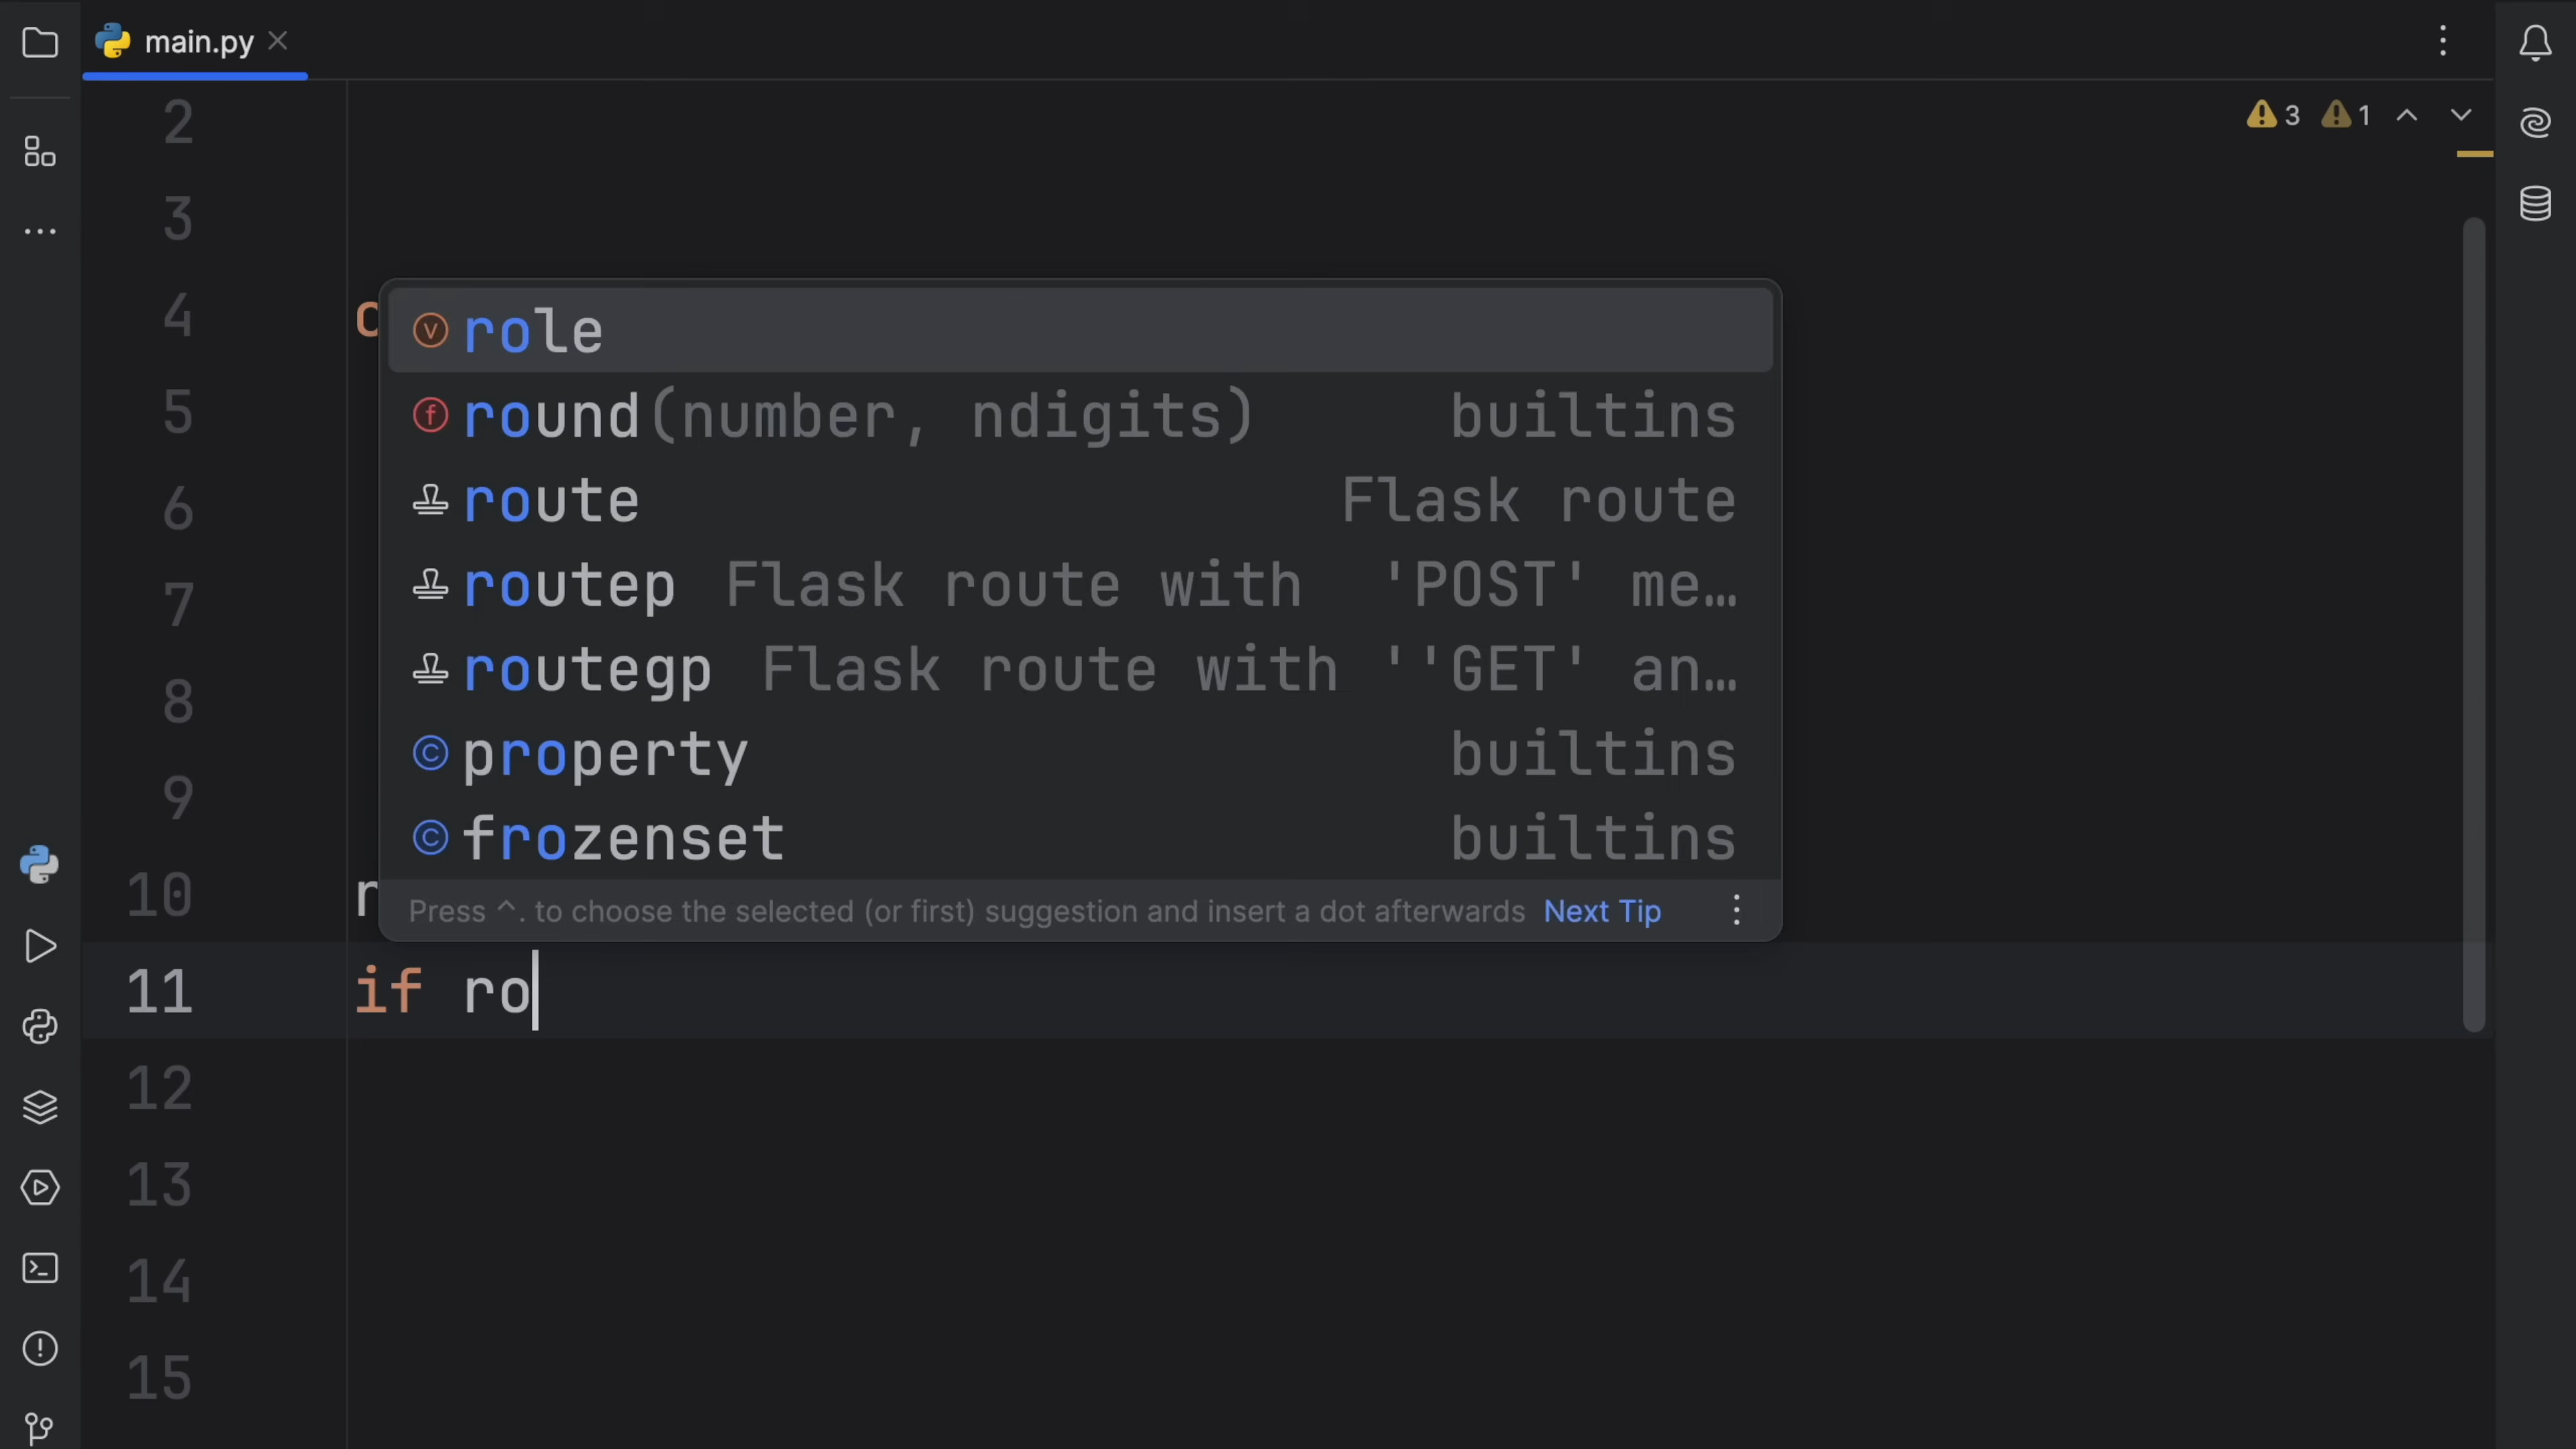 main.py
2
3 1
3
4 c
role
round(number, ndigits) builtins
5
route Flask route
6
routep Flask route with 'POST' me…
7
routegp Flask route with ''GET' an…
8
property builtins
9
frozenset builtins
10 r
Press ^. to choose the selected (or first) suggestion and insert a dot afterwards Next Tip
11 if ro
12
13
14
15